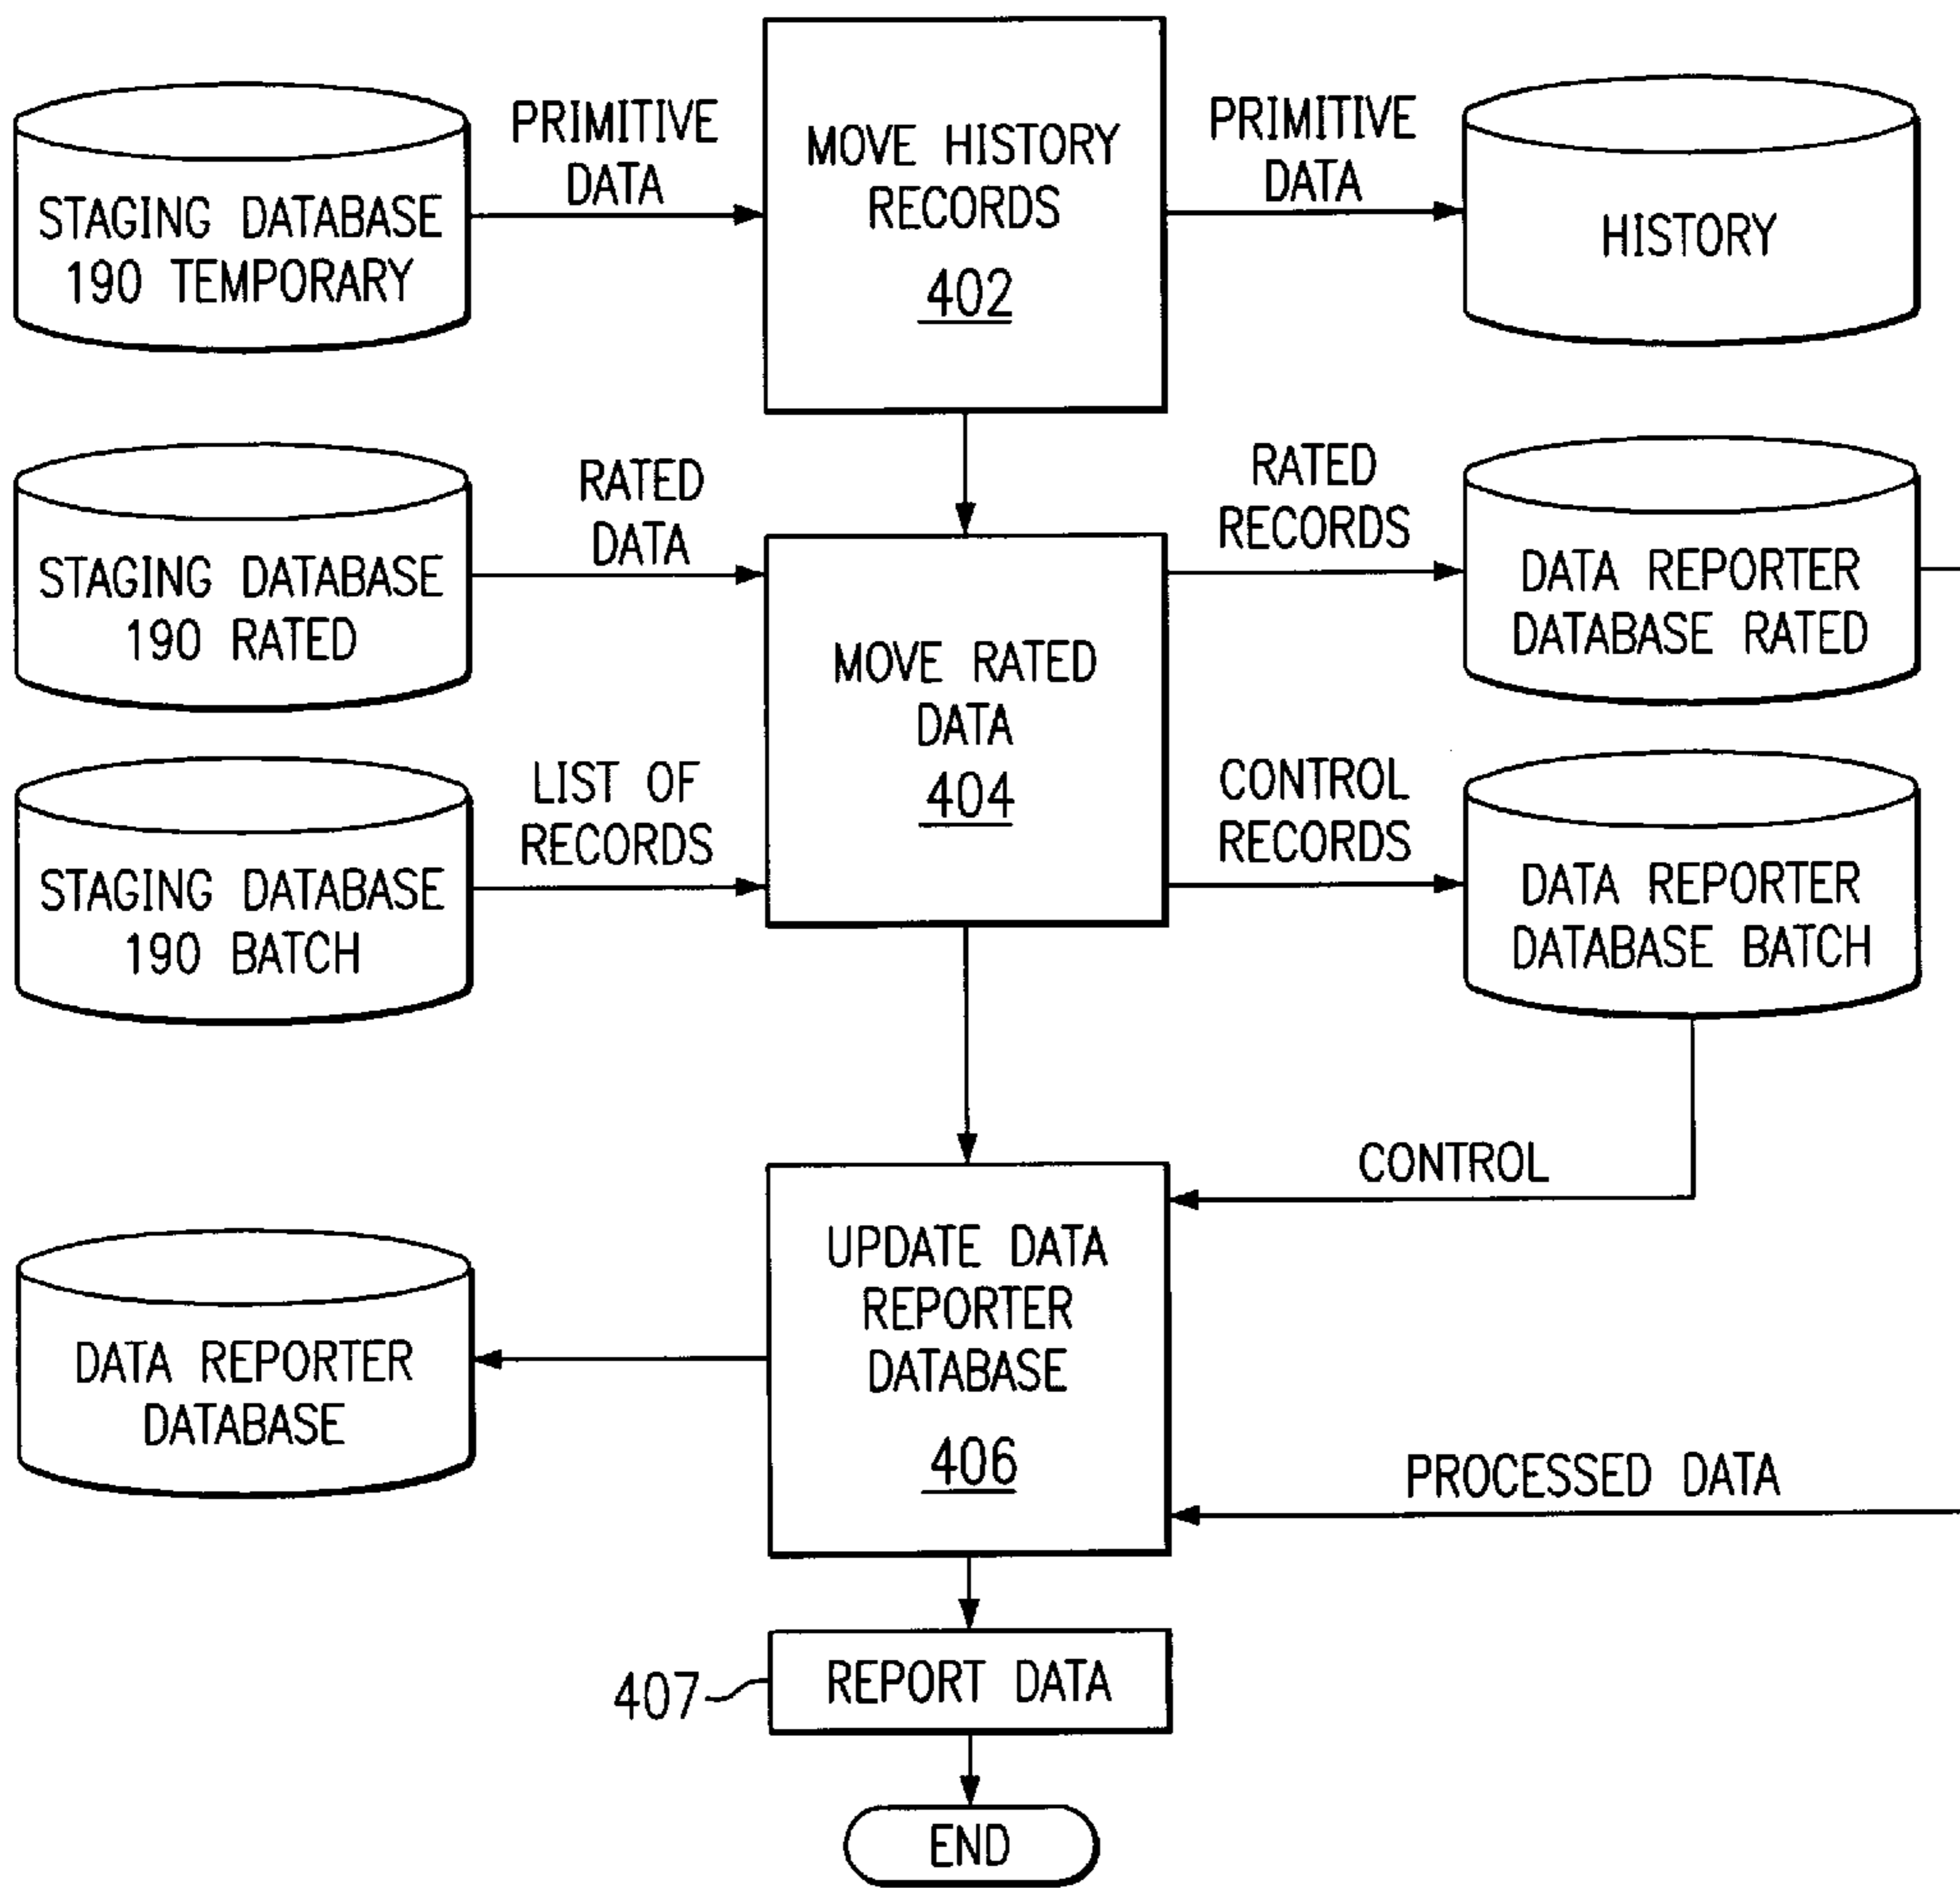 STAGING DATABASE
190 TEMPORARY
PRIMITIVE
DATA
MOVE HISTORY
RECORDS
402
PRIMITIVE
DATA
HISTORY
STAGING DATABASE
190 RATED
RATED
DATA
MOVE RATED
DATA
404
RATED
RECORDS
DATA REPORTER
DATABASE RATED
STAGING DATABASE
190 BATCH
LIST OF
RECORDS
CONTROL
RECORDS
DATA REPORTER
DATABASE BATCH
CONTROL
UPDATE DATA
REPORTER
DATABASE
406
DATA REPORTER
DATABASE
PROCESSED DATA
407
REPORT DATA
END